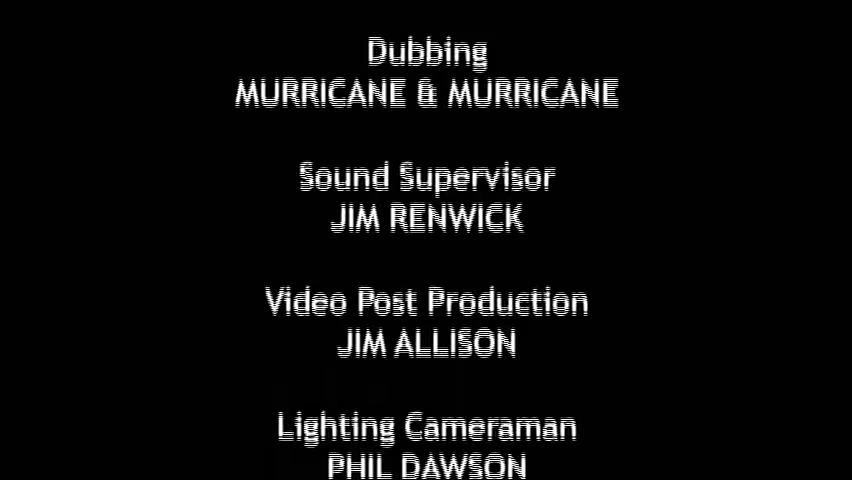 Dubbing
MURRICANE & MURRICANE
Sound Supervisor
JIM RENWICK
Video Post Production
JIM ALLISON
Lighting Cameraman
PHIL DAWSON